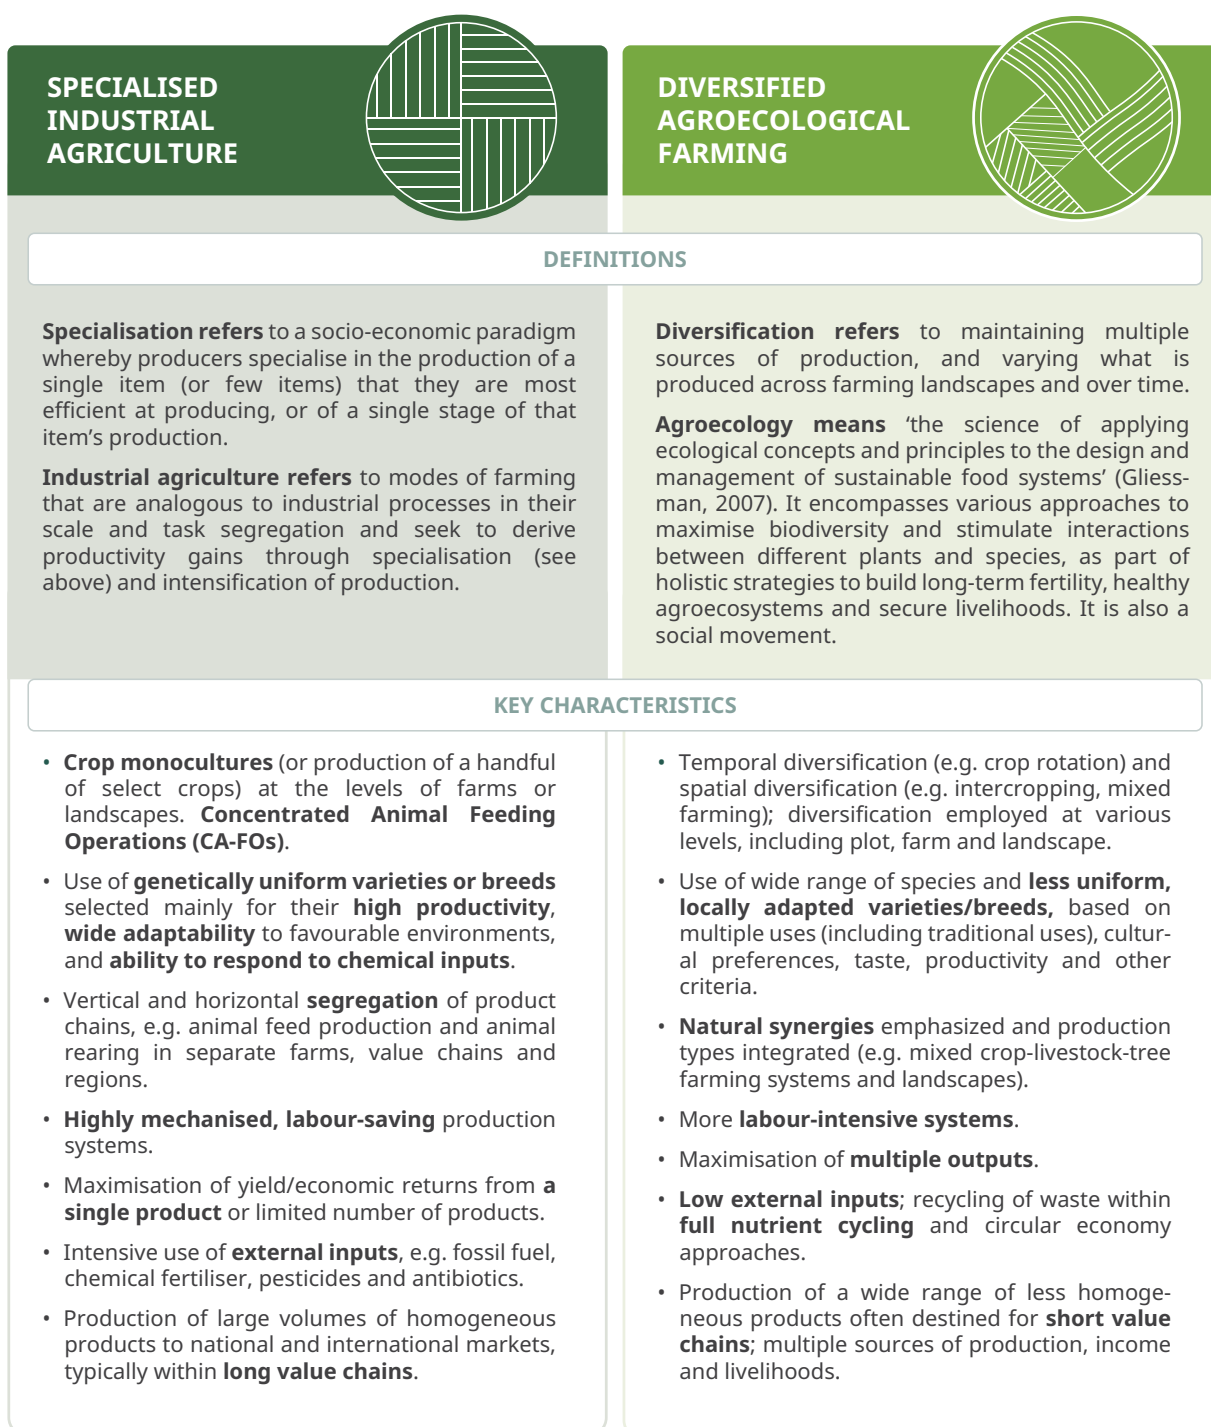 SPECIALISED
INDUSTRIAL
AGRICULTURE
DIVERSIFIED
AGROECOLOGICAL
FARMING
DEFINITIONS
Specialisation refers to a socio-economic paradigm
whereby producers specialise in the production of a
single item (or few items) that they are most
efficient at producing, or of a single stage of that
item's production.
Industrial agriculture refers to modes of farming
that are analogous to industrial processes in their
scale and task segregation and seek to derive
productivity gains through specialisation (see
above) and intensification of production.
Diversification refers to maintaining multiple
sources of production, and varying what is
produced across farming landscapes and over time.
Agroecology means ‘the science of applying
ecological concepts and principles to the design and
management of sustainable food systems’ (Gliess-
man, 2007). It encompasses various approaches to
maximise biodiversity and stimulate interactions
between different plants and species, as part of
holistic strategies to build long-term fertility, healthy
agroecosystems and secure livelihoods. It is also a
social movement.
KEY CHARACTERISTICS
• Crop monocultures (or production of a handful
of select crops) at the levels of farms or
landscapes. Concentrated Animal Feeding
Operations (CA-FOs).
• Use of genetically uniform varieties or breeds
selected mainly for their high productivity,
wide adaptability to favourable environments,
and ability to respond to chemical inputs.
• Vertical and horizontal segregation of product
chains, e.g. animal feed production and animal
rearing in separate farms, value chains and
regions.
• Highly mechanised, labour-saving production
systems.
• Maximisation of yield/economic returns from a
single product or limited number of products.
• Intensive use of external inputs, e.g. fossil fuel,
chemical fertiliser, pesticides and antibiotics.
• Production of large volumes of homogeneous
products to national and international markets,
typically within long value chains.
• Temporal diversification (e.g. crop rotation) and
spatial diversification (e.g. intercropping, mixed
farming); diversification employed at various
levels, including plot, farm and landscape.
• Use of wide range of species and less uniform,
locally adapted varieties/breeds, based on
multiple uses (including traditional uses), cultur-
al preferences, taste, productivity and other
criteria.
• Natural synergies emphasized and production
types integrated (e.g. mixed crop-livestock-tree
farming systems and landscapes).
• More labour-intensive systems.
• Maximisation of multiple outputs.
• Low external inputs; recycling of waste within
full nutrient cycling and circular economy
approaches.
• Production of a wide range of less homoge-
neous products often destined for short value
chains; multiple sources of production, income
and livelihoods.